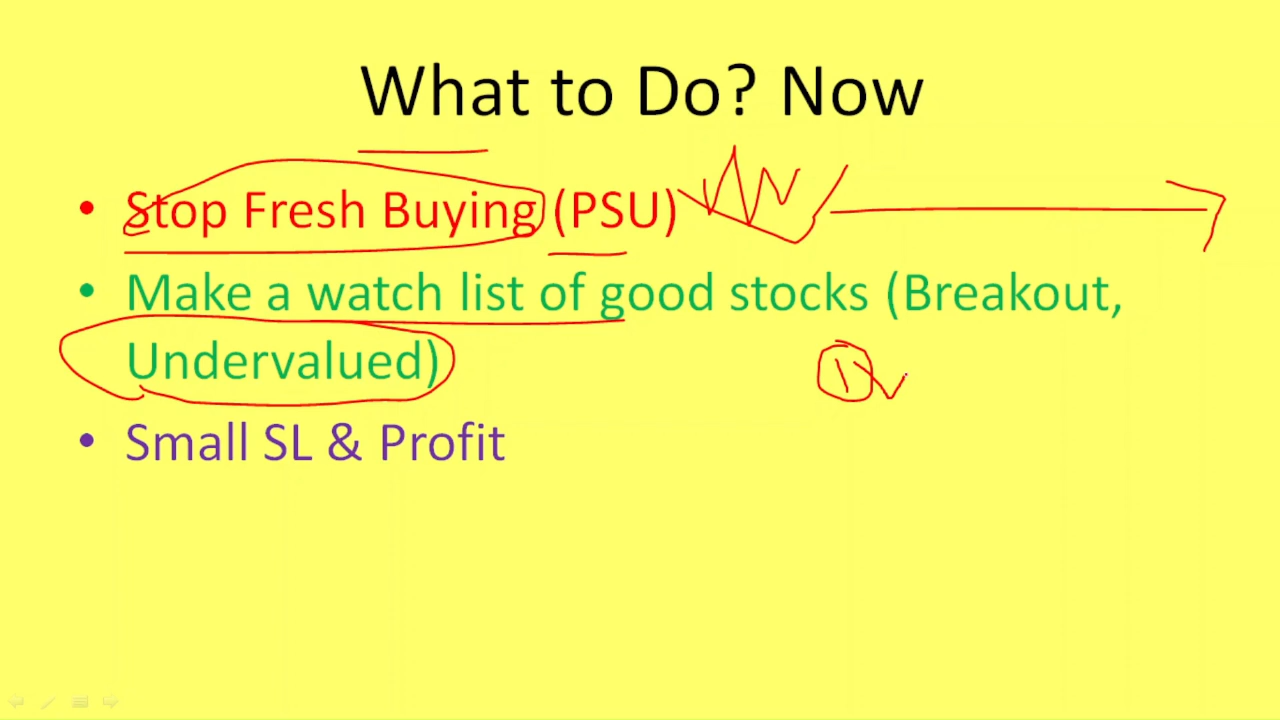 What to Do? Now
• Stop Fresh Buying (PSU)
• Make a watch list of good stocks (Breakout,
Undervalued)
• Small SL & Profit